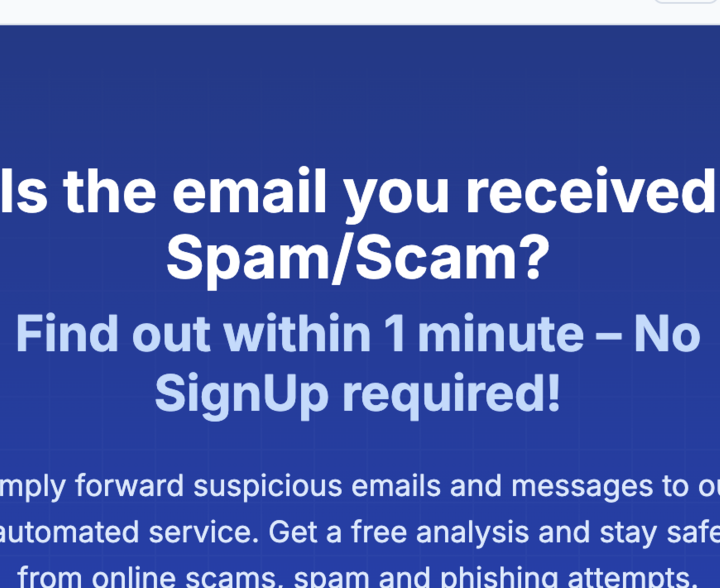 Is the email you received
Spam/Scam?
Find out within 1 minute – No
SignUp required!
mply forward suspicious emails and messages to ou
automated service. Get a free analysis and stay safe
from online scams, spam and phishing attempts.